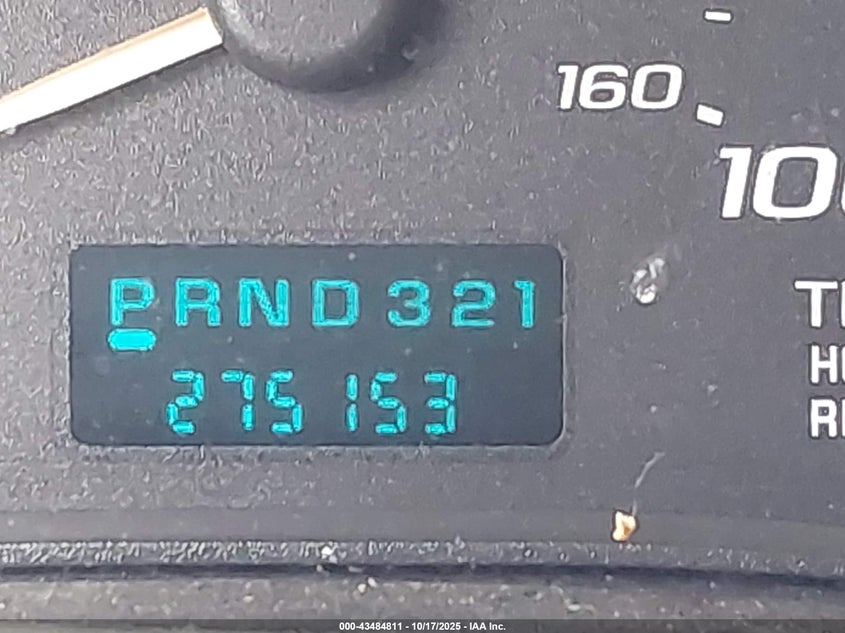 160
PRND321
275153
000-43484811 - 10/17/2025 - IAA Inc.